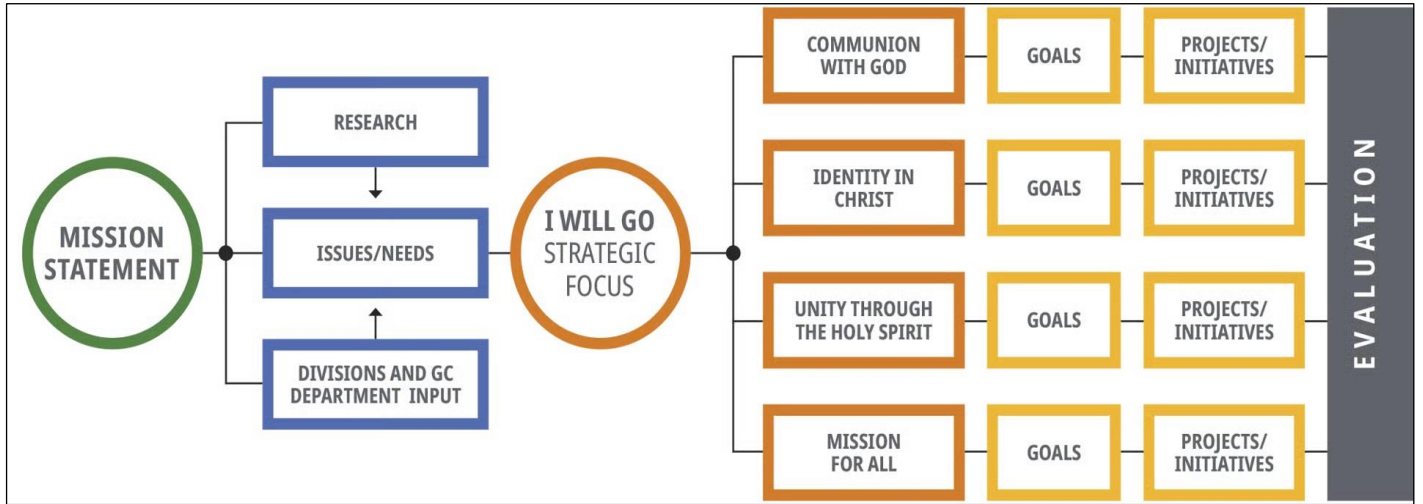 MISSION
STATEMENT
RESEARCH
ISSUES/NEEDS
DIVISIONS AND GC
DEPARTMENT INPUT
I WILL GO
STRATEGIC
FOCUS
COMMUNION
WITH GOD
GOALS
PROJECTS/
INITIATIVES
IDENTITY IN
CHRIST
GOALS
PROJECTS/
INITIATIVES
UNITY THROUGH
THE HOLY SPIRIT
GOALS
PROJECTS/
INITIATIVES
MISSION
FOR ALL
GOALS
PROJECTS/
INITIATIVES
EVALUATION